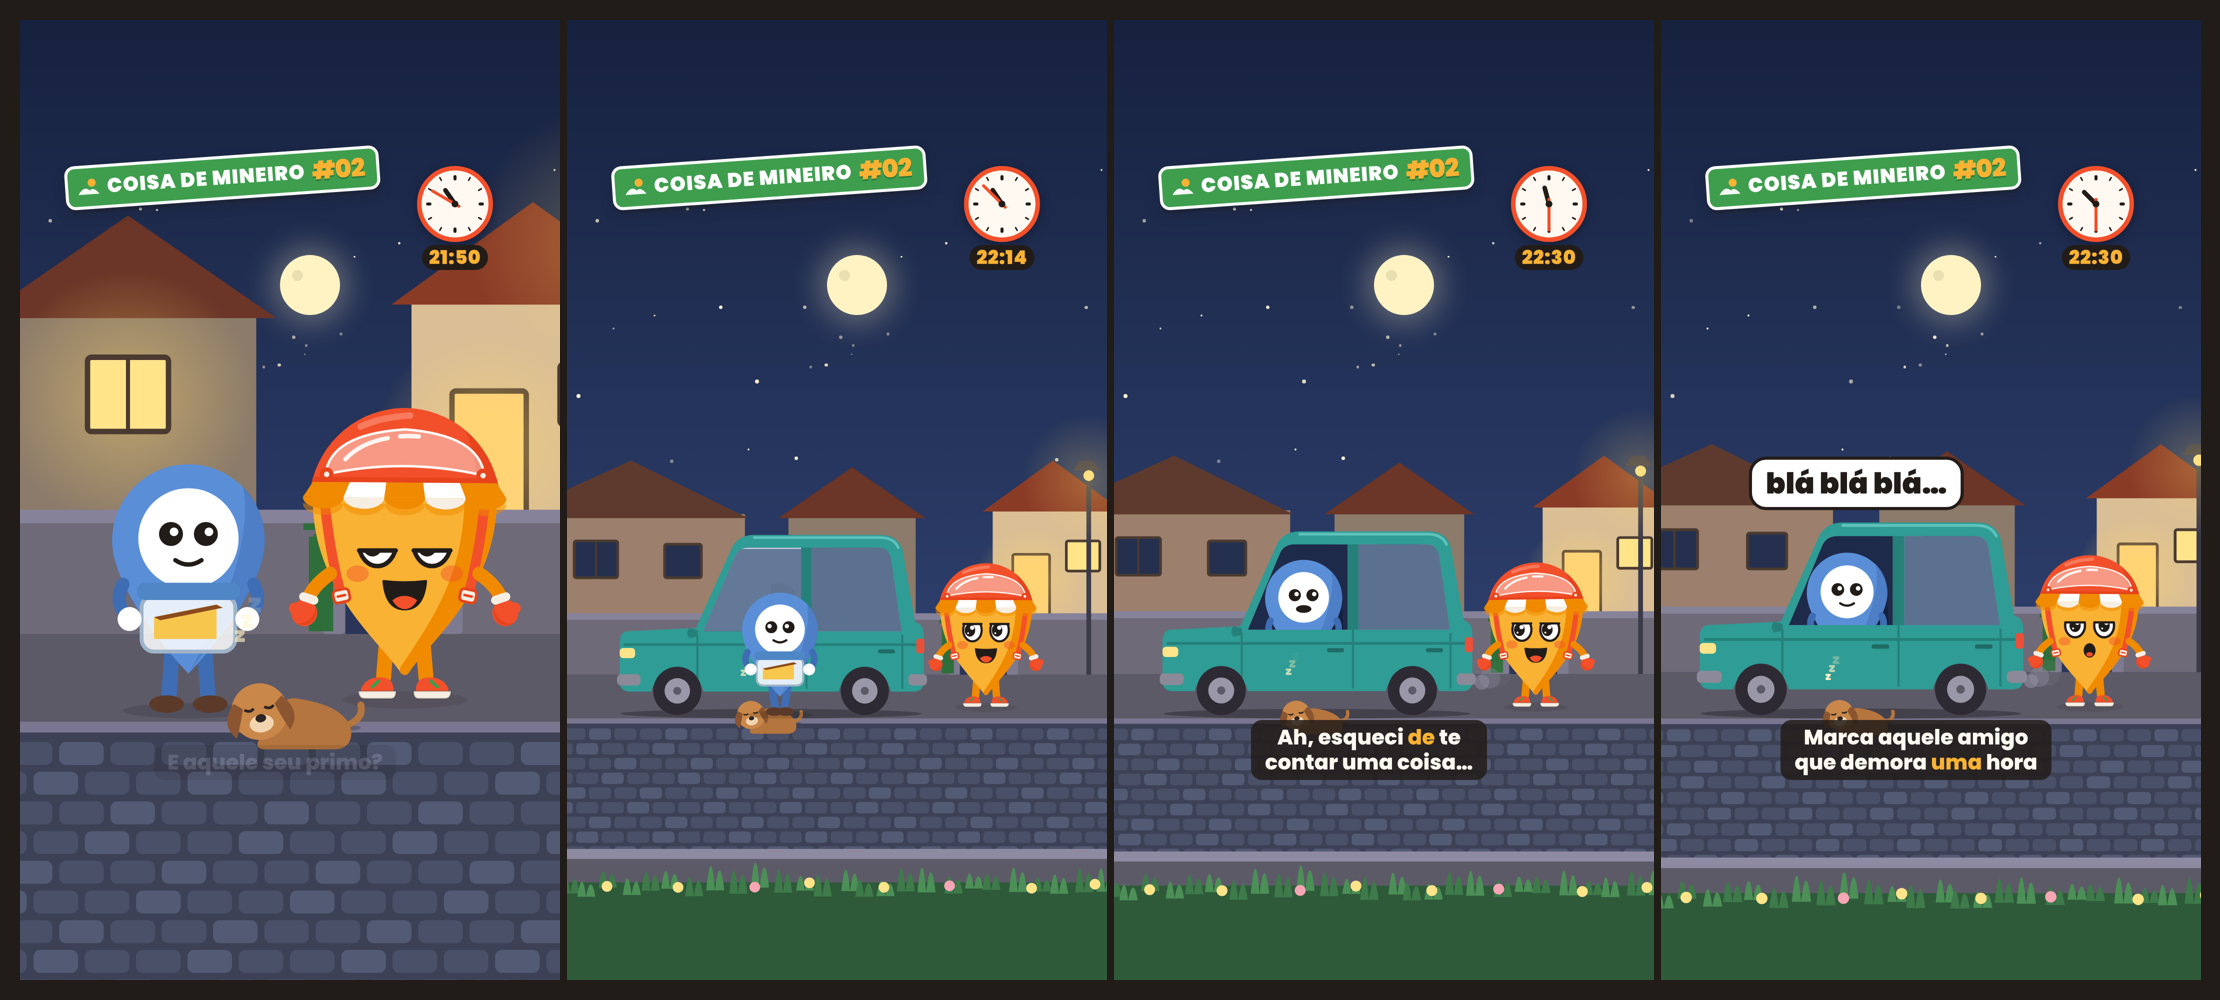 COISA DE MINEIRO #02
21:50
E aquele seu primo?
COISA DE MINEIRO #02
22:14
COISA DE MINEIRO #02
22:30
z
z
z
Ah, esqueci de te
contar uma coisa...
COISA DE MINEIRO #02
22:30
blá blá blá...
z
z
z
Marca aquele amigo
que demora uma hora